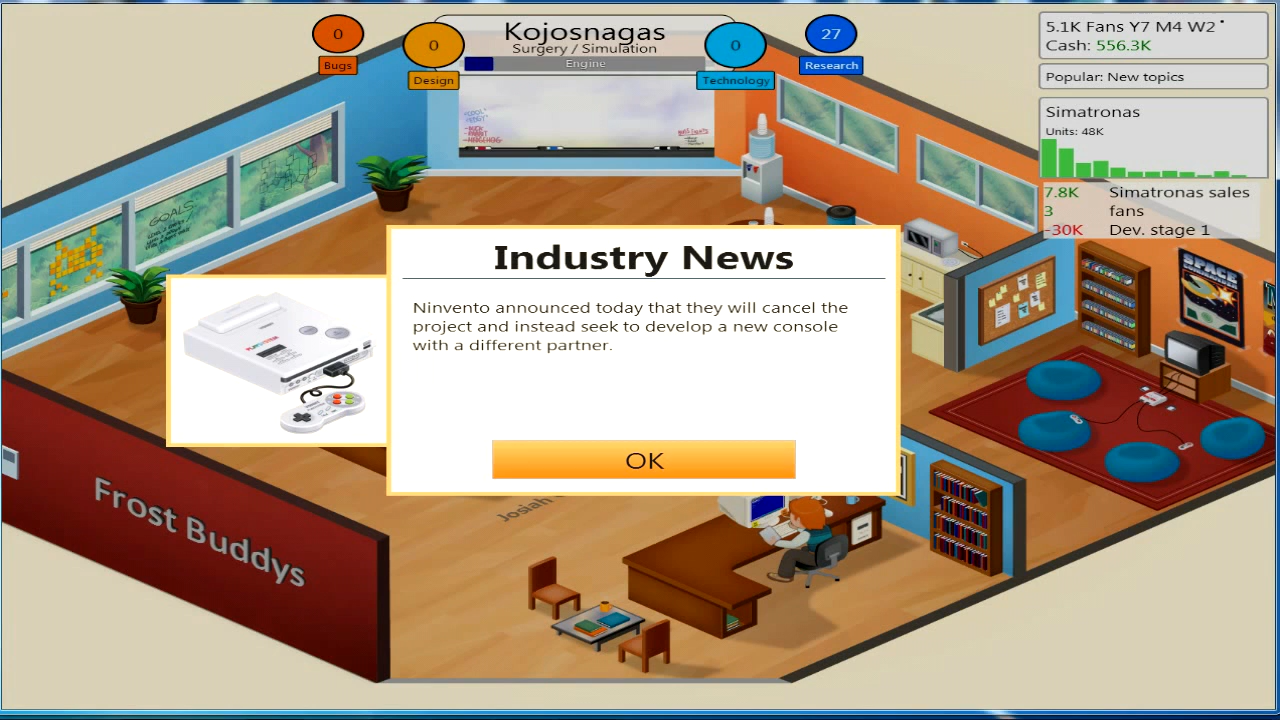 Kojosnagas
Surgery / Simulation
Engine
0
Bugs
0
Design
0
Technology
27
Research
5.1K Fans Y7 M4 W2
Cash: 556.3K
Popular: New topics
Simatronas
Units: 48K
7.8K Simatronas sales
3 fans
-30K Dev. stage 1
GOALS
SPACE
Industry News
Ninvento announced today that they will cancel the
project and instead seek to develop a new console
with a different partner.
OK
Frost Buddys
Josiah